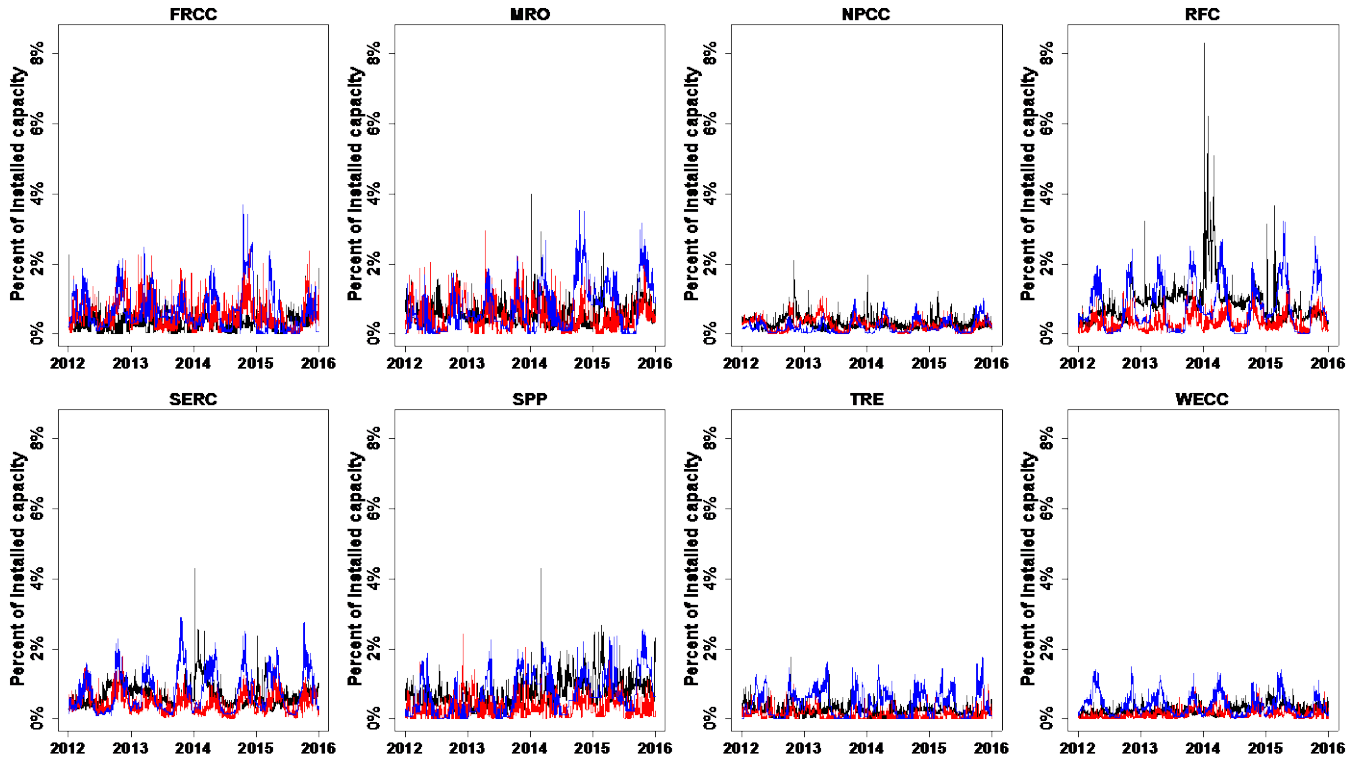 FRCC
MRO
NPCC
RFC
Percent of Installed capacity
0% 2% 4% 6% 8%
2012 2013 2014 2015 2016
Percent of Installed capacity
0% 2% 4% 6% 8%
2012 2013 2014 2015 2016
Percent of Installed capacity
0% 2% 4% 6% 8%
2012 2013 2014 2015 2016
Percent of Installed capacity
0% 2% 4% 6% 8%
2012 2013 2014 2015 2016
SERC
SPP
TRE
WECC
Percent of Installed capacity
0% 2% 4% 6% 8%
2012 2013 2014 2015 2016
Percent of Installed capacity
0% 2% 4% 6% 8%
2012 2013 2014 2015 2016
Percent of Installed capacity
0% 2% 4% 6% 8%
2012 2013 2014 2015 2016
Percent of Installed capacity
0% 2% 4% 6% 8%
2012 2013 2014 2015 2016